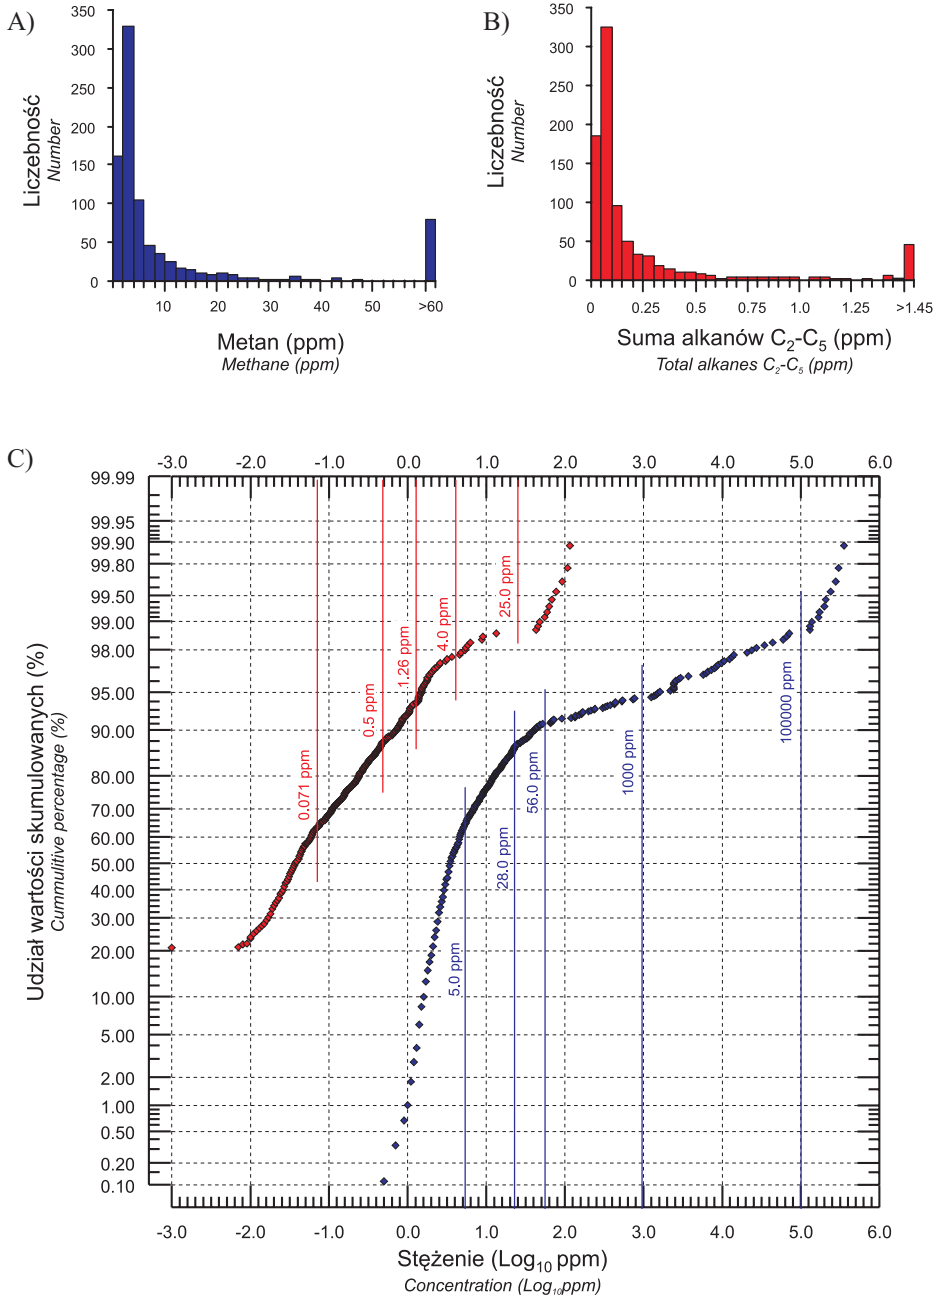 A)
350
300
250
200
150
100
50
0
Liczebność
Number
10 20 30 40 50 >60
Metan (ppm)
Methane (ppm)
B)
350
300
250
200
150
100
50
0
Liczebność
Number
0 0.25 0.5 0.75 1.0 1.25 >1.45
Suma alkanów C₂-C₅ (ppm)
Total alkanes C₂-C₅ (ppm)
C)
-3.0 -2.0 -1.0 0.0 1.0 2.0 3.0 4.0 5.0 6.0
99.99
99.95
99.90
99.80
99.50
99.00
98.00
95.00
90.00
80.00
70.00
60.00
50.00
40.00
30.00
20.00
10.00
5.00
2.00
1.00
0.50
0.20
0.10
Udział wartości skumulowanych (%)
Cummulitive percentage (%)
0.071 ppm
0.5 ppm
1.26 ppm
4.0 ppm
25.0 ppm
5.0 ppm
28.0 ppm
56.0 ppm
1000 ppm
100000 ppm
-3.0 -2.0 -1.0 0.0 1.0 2.0 3.0 4.0 5.0 6.0
Stężenie (Log₁₀ ppm)
Concentration (Log₁₀ppm)